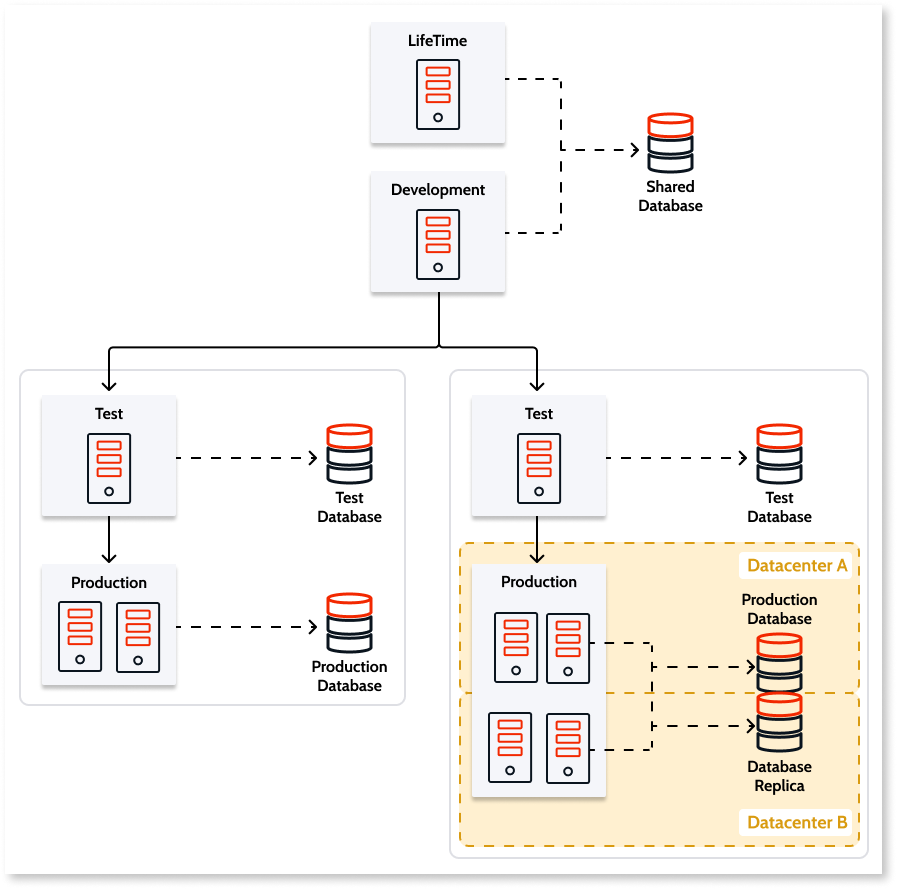 LifeTime
Shared
Database
Development
Test
Test
Database
Production
Production
Database
Test
Test
Database
Datacenter A
Production
Production
Database
Database
Replica
Datacenter B